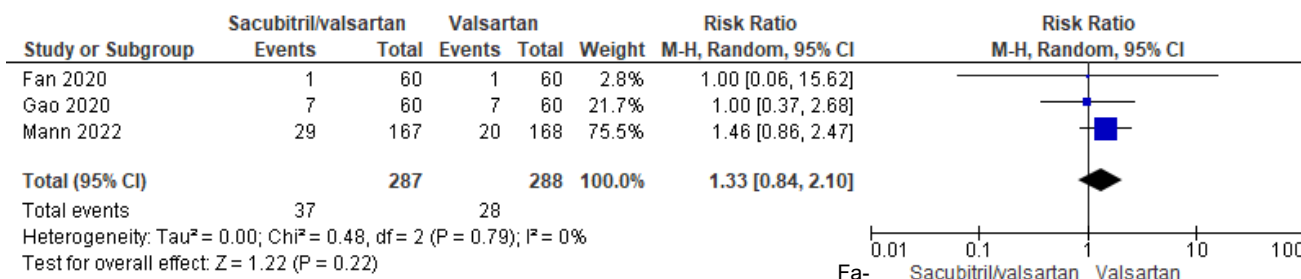 Sacubitril/valsartan Valsartan Risk Ratio Risk Ratio
Study or Subgroup Events Total Events Total Weight M-H, Random, 95% CI M-H, Random, 95% CI
Fan 2020 1 60 1 60 2.8% 1.00 [0.06, 15.62]
Gao 2020 7 60 7 60 21.7% 1.00 [0.37, 2.68]
Mann 2022 29 167 20 168 75.5% 1.46 [0.86, 2.47]
Total (95% CI) 287 288 100.0% 1.33 [0.84, 2.10]
Total events 37 28
Heterogeneity: Tau² = 0.00; Chi² = 0.48, df = 2 (P = 0.79); I² = 0%
0.01 0.1 1 10 100
Test for overall effect: Z = 1.22 (P = 0.22)
Fa- Sacubitril/valsartan Valsartan